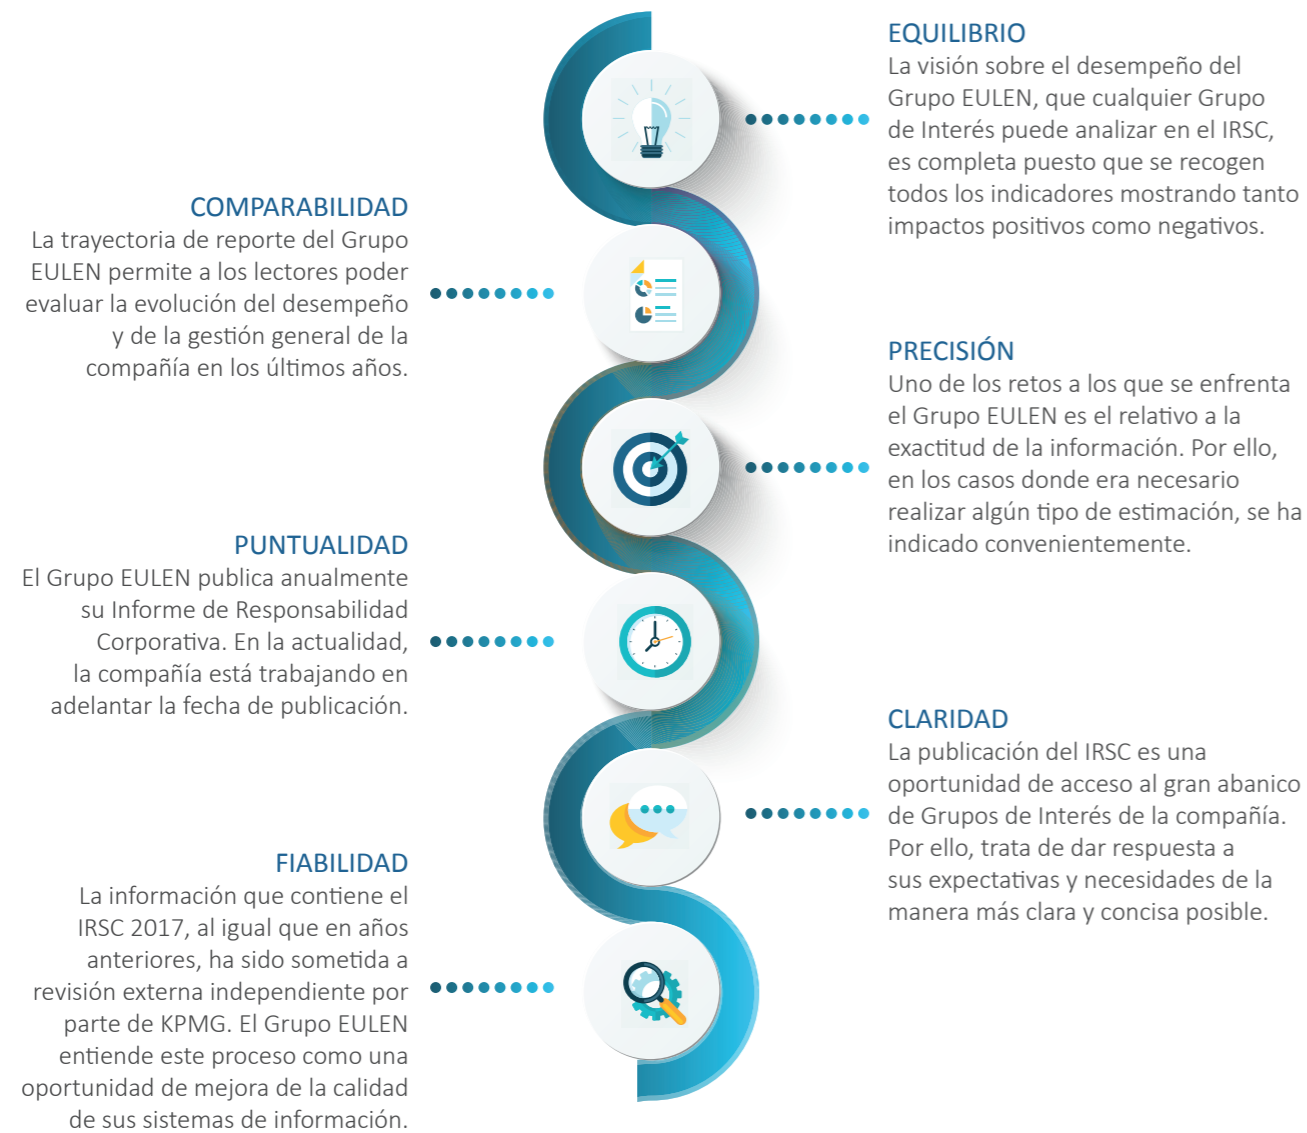 EQUILIBRIO
La visión sobre el desempeño del
Grupo EULEN, que cualquier Grupo
de Interés puede analizar en el IRSC,
es completa puesto que se recogen
todos los indicadores mostrando tanto
impactos positivos como negativos.
COMPARABILIDAD
La trayectoria de reporte del Grupo
EULEN permite a los lectores poder
evaluar la evolución del desempeño
y de la gestión general de la
compañía en los últimos años.
PRECISIÓN
Uno de los retos a los que se enfrenta
el Grupo EULEN es el relativo a la
exactitud de la información. Por ello,
en los casos donde era necesario
realizar algún tipo de estimación, se ha
indicado convenientemente.
PUNTUALIDAD
El Grupo EULEN publica anualmente
su Informe de Responsabilidad
Corporativa. En la actualidad,
la compañía está trabajando en
adelantar la fecha de publicación.
CLARIDAD
La publicación del IRSC es una
oportunidad de acceso al gran abanico
de Grupos de Interés de la compañía.
Por ello, trata de dar respuesta a
sus expectativas y necesidades de la
manera más clara y concisa posible.
FIABILIDAD
La información que contiene el
IRSC 2017, al igual que en años
anteriores, ha sido sometida a
revisión externa independiente por
parte de KPMG. El Grupo EULEN
entiende este proceso como una
oportunidad de mejora de la calidad
de sus sistemas de información.